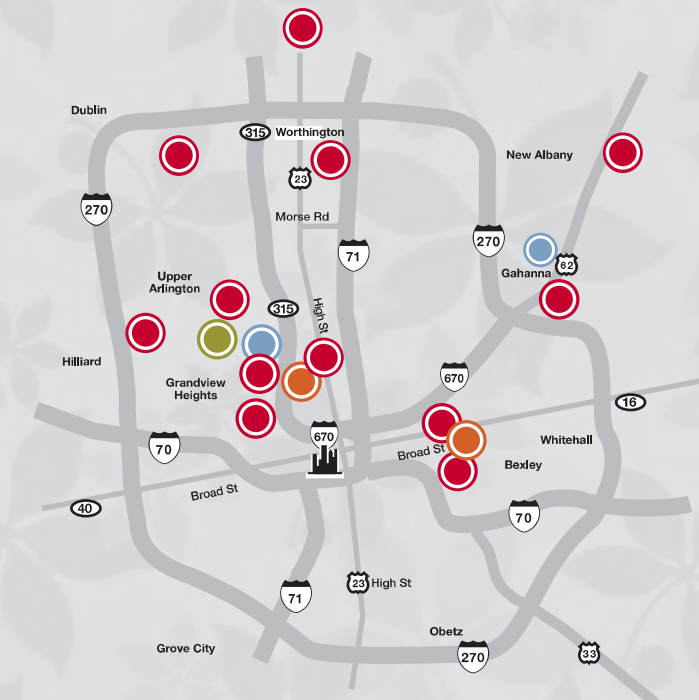 Dublin
315
Worthington
New Albany
23
270
Morse Rd
270
71
62
Gahanna
Upper
Arlington
315
High St
Hilliard
670
Grandview
Heights
16
670
70
Broad St
Whitehall
Bexley
Broad St
40
70
23
High St
71
Obetz
Grove City
270
33